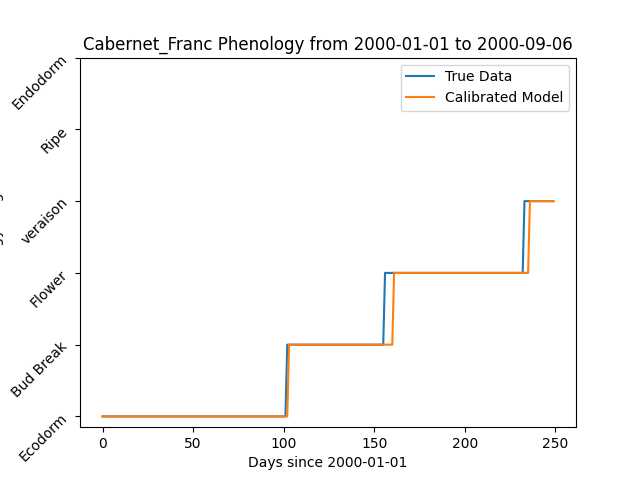 Cabernet_Franc Phenology from 2000-01-01 to 2000-09-06
True Data
Calibrated Model
Endodorm
Ripe
veraison
Flower
Bud Break
Ecodorm
0 50 100 150 200 250
Days since 2000-01-01